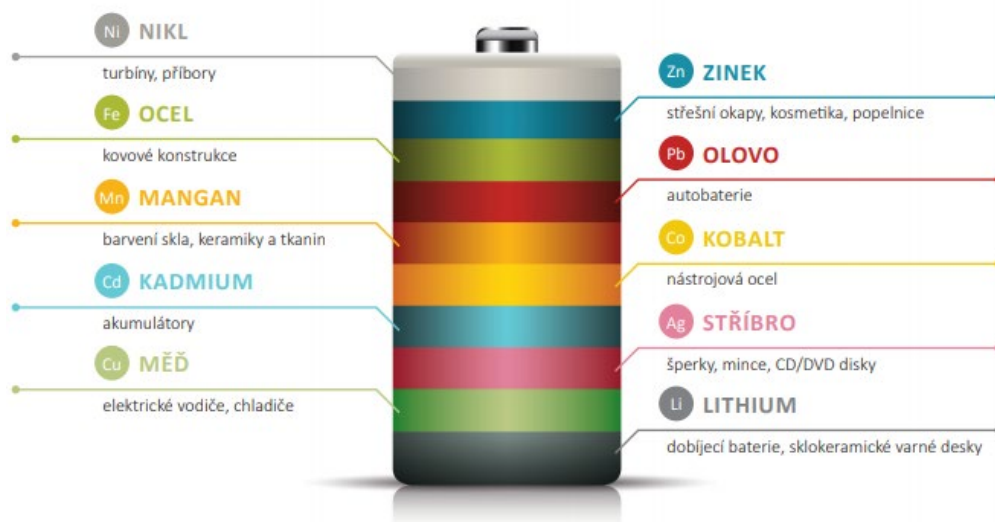 Ni NIKL
turbíny, příbory
Fe OCEL
kovové konstrukce
Mn MANGAN
barvení skla, keramiky a tkanin
Cd KADMIUM
akumulátory
Cu MĚĎ
elektrické vodiče, chladiče
Zn ZINEK
střešní okapy, kosmetika, popelnice
Pb OLOVO
autobaterie
Co KOBALT
nástrojová ocel
Ag STŘÍBRO
šperky, mince, CD/DVD disky
Li LITHIUM
dobíjecí baterie, sklokeramické varné desky